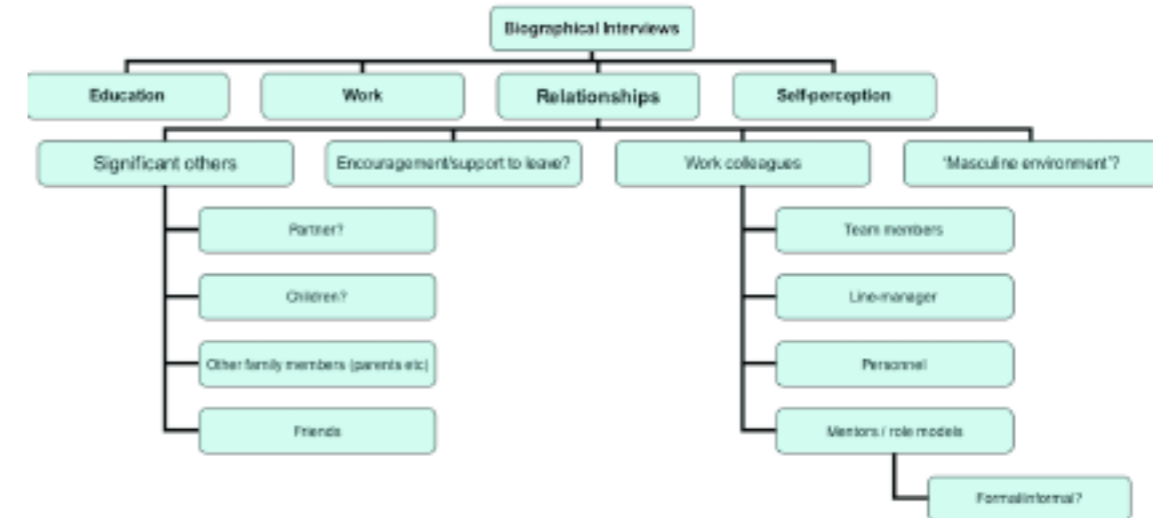 Biographical Interviews
Education
Work
Relationships
Self-perception
Significant others
Encouragement/support to leave?
Work colleagues
'Masculine environment'?
Partner?
Team members
Children?
Line-manager
Other family members (parents etc)
Personnel
Friends
Mentors / role models
Formal/informal?